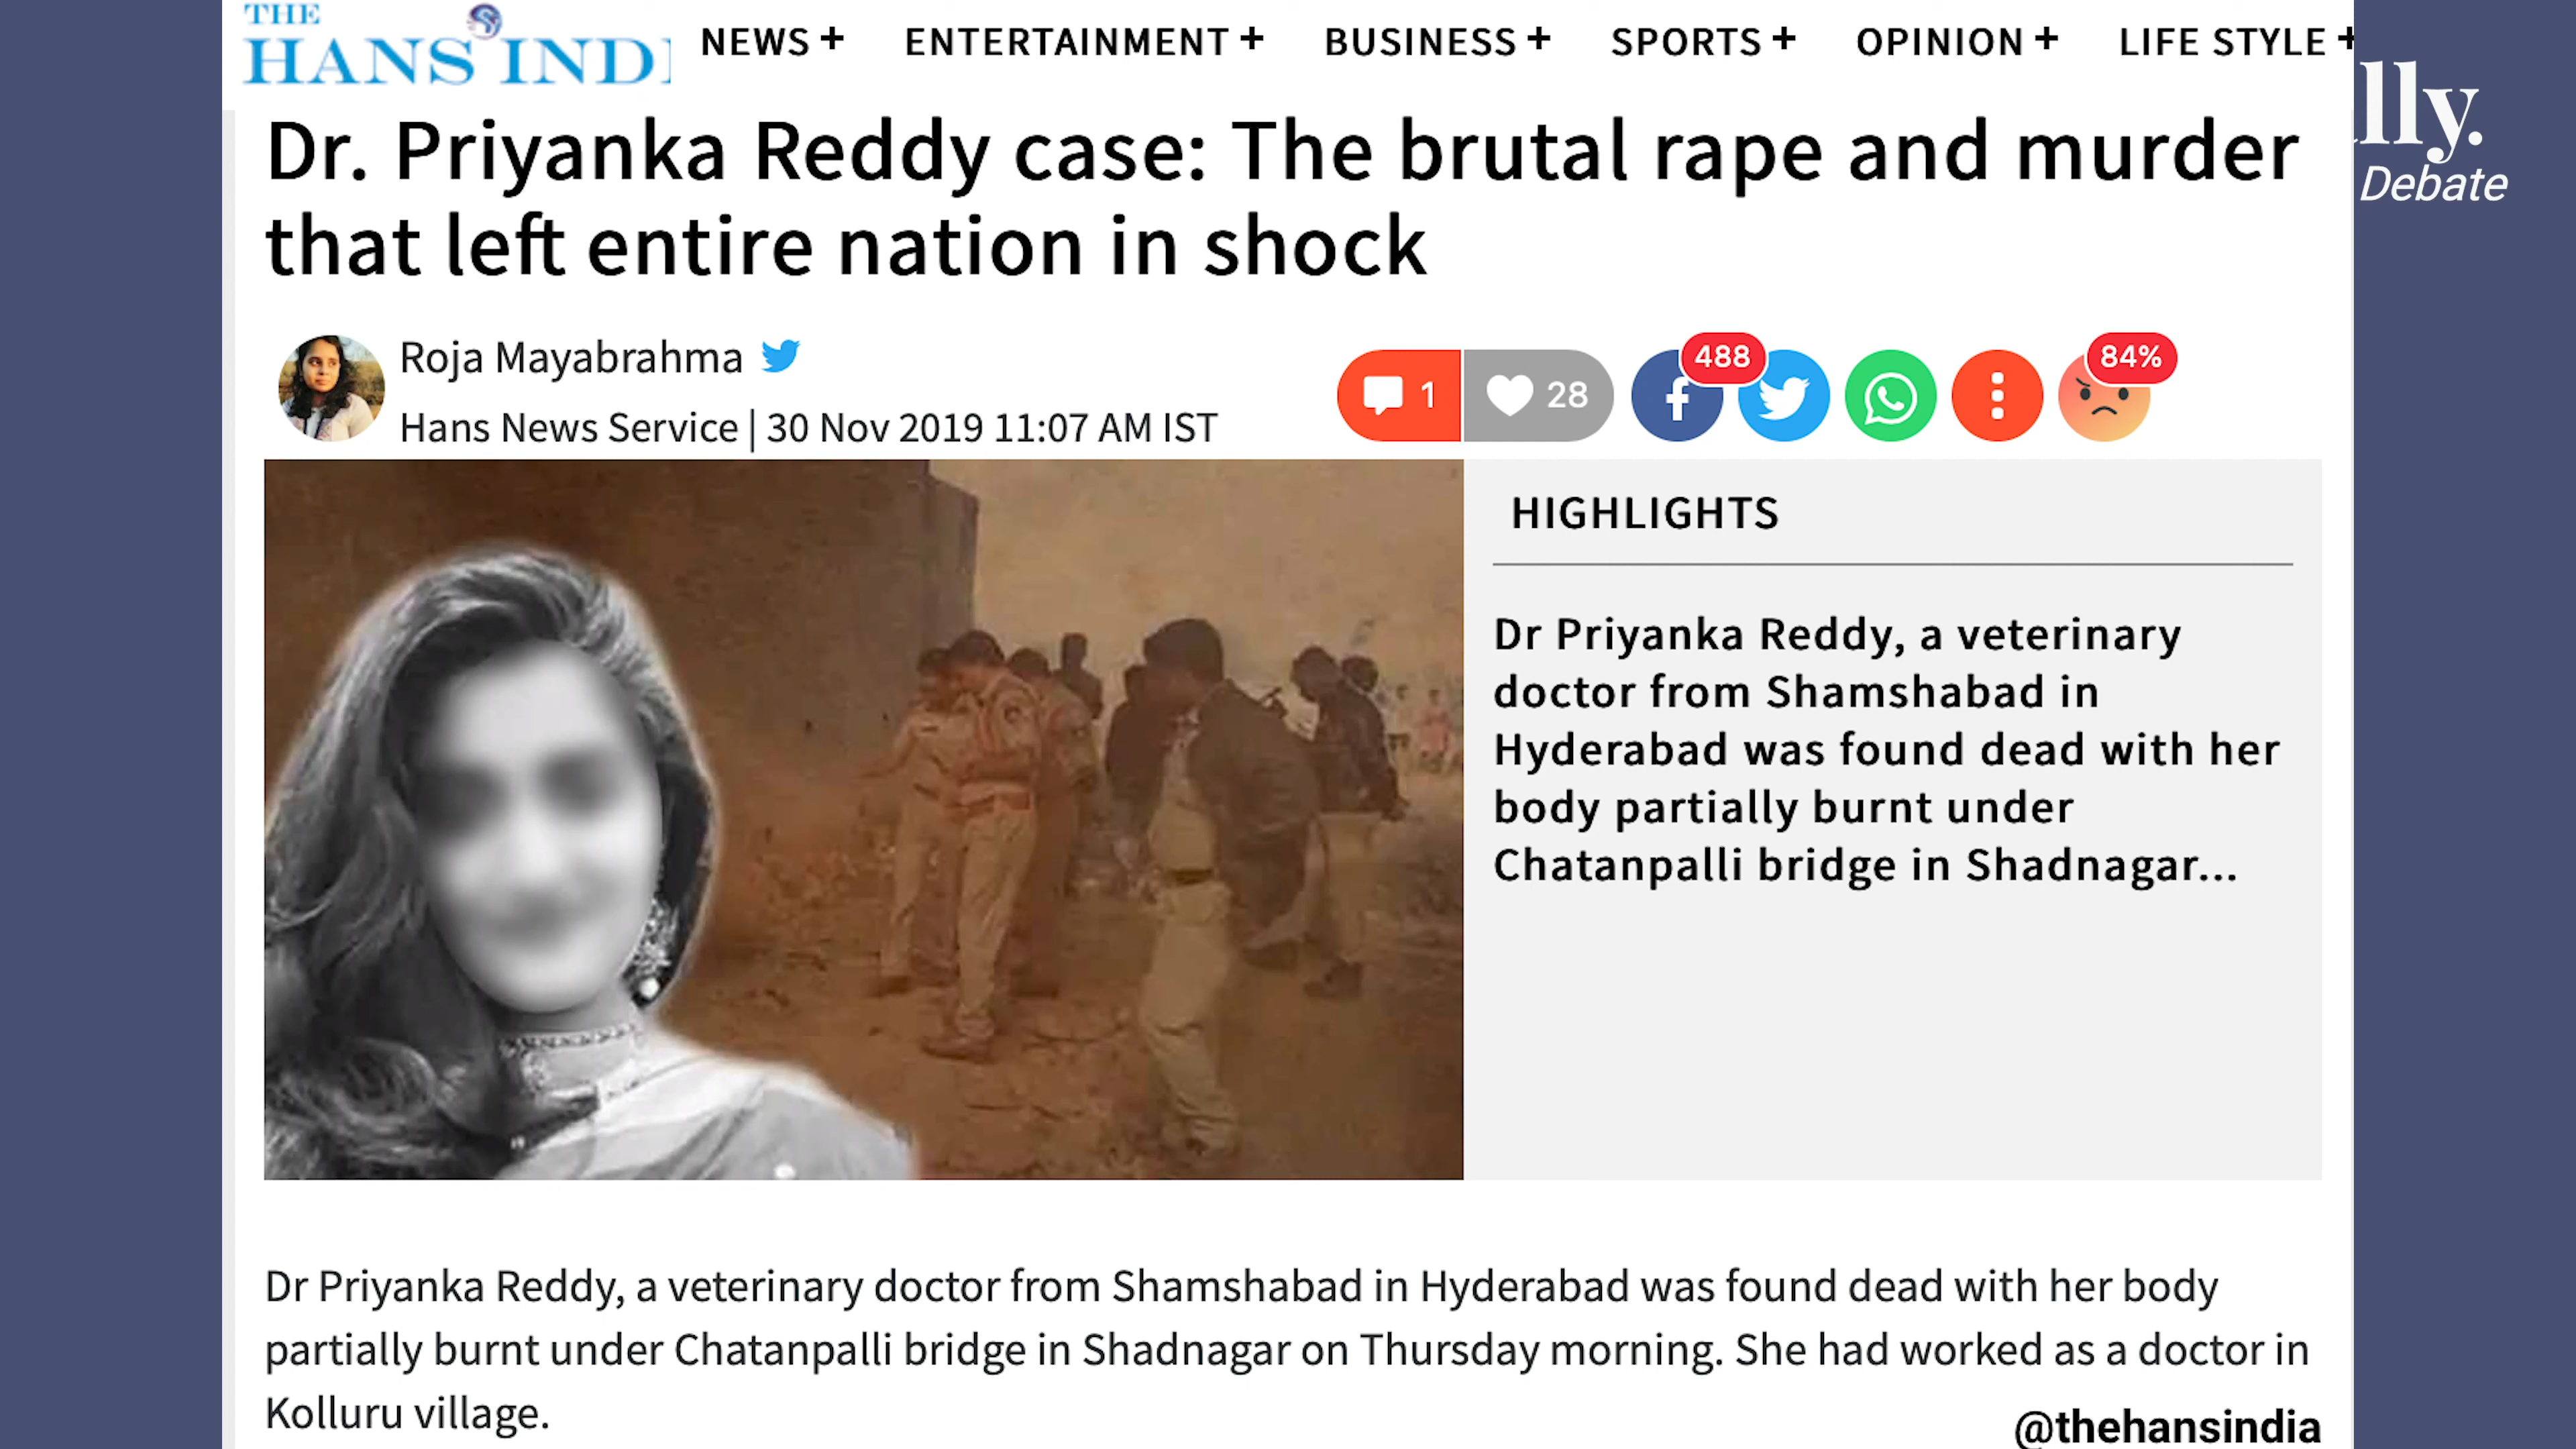 THE
HANS IND
NEWS + ENTERTAINMENT + BUSINESS + SPORTS + OPINION + LIFE STYLE +
lly.
Debate
Dr. Priyanka Reddy case: The brutal rape and murder
that left entire nation in shock
Roja Mayabrahma
Hans News Service | 30 Nov 2019 11:07 AM IST
1 28 488 84%
HIGHLIGHTS
Dr Priyanka Reddy, a veterinary
doctor from Shamshabad in
Hyderabad was found dead with her
body partially burnt under
Chatanpalli bridge in Shadnagar...
Dr Priyanka Reddy, a veterinary doctor from Shamshabad in Hyderabad was found dead with her body
partially burnt under Chatanpalli bridge in Shadnagar on Thursday morning. She had worked as a doctor in
Kolluru village.
@thehansindia